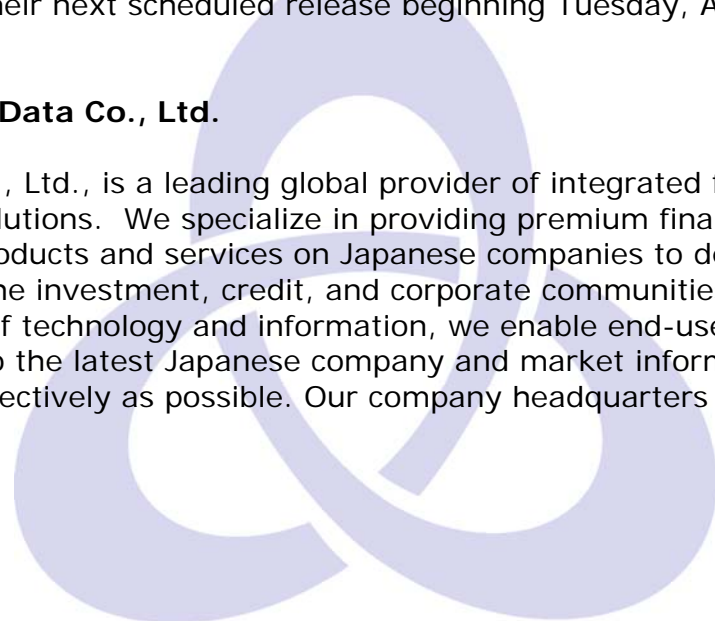 heir next scheduled release beginning Tuesday, A
Data Co., Ltd.
, Ltd., is a leading global provider of integrated f
lutions. We specialize in providing premium fina
oducts and services on Japanese companies to de
ne investment, credit, and corporate communitie
f technology and information, we enable end-use
o the latest Japanese company and market inforr
ectively as possible. Our company headquarters